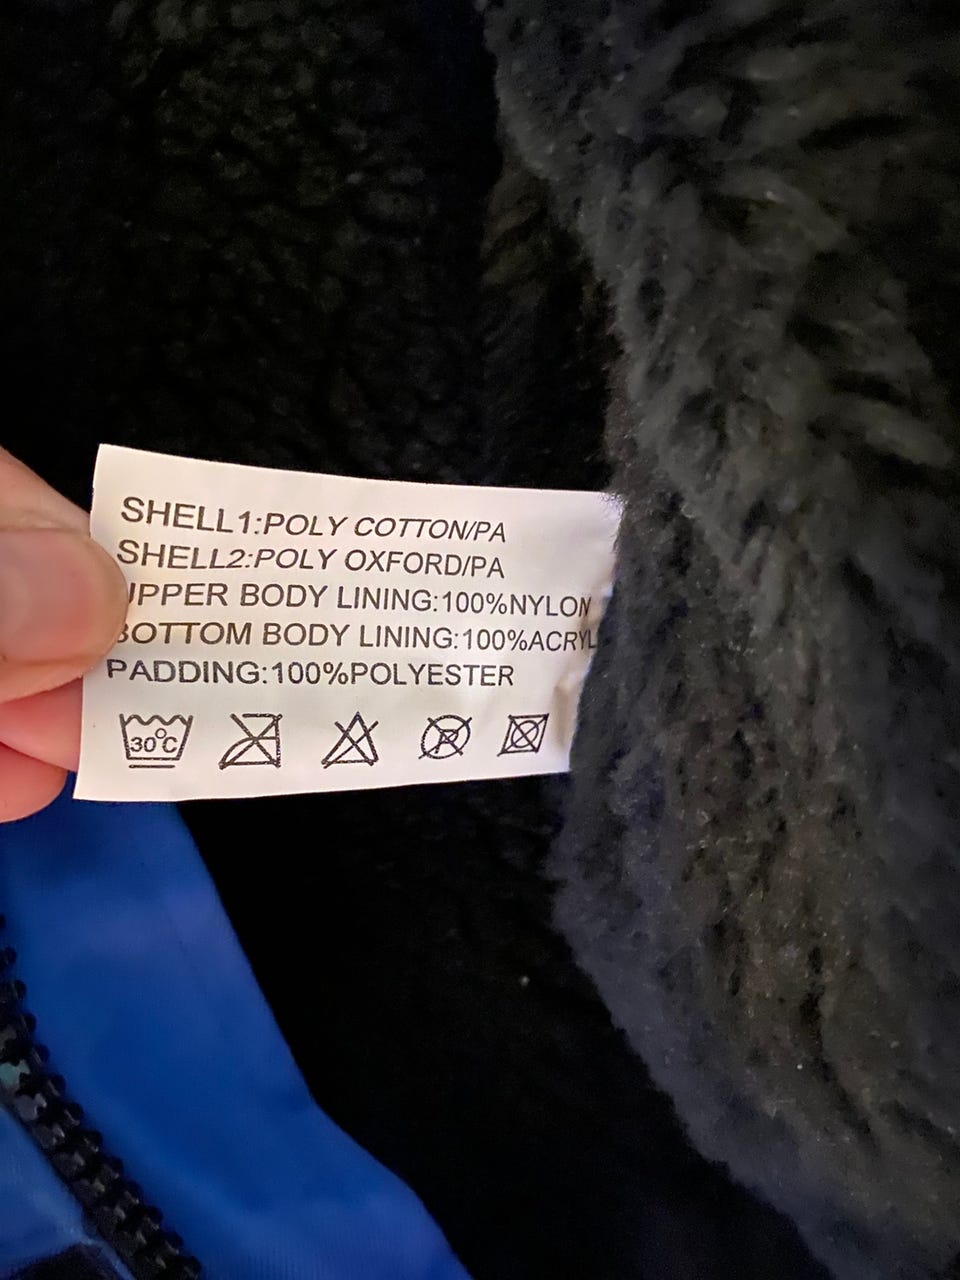 SHELL1:POLY COTTON/PA
SHELL2:POLY OXFORD/PA
UPPER BODY LINING:100%NYLON
BOTTOM BODY LINING:100%ACRYL
PADDING:100%POLYESTER
30°C P